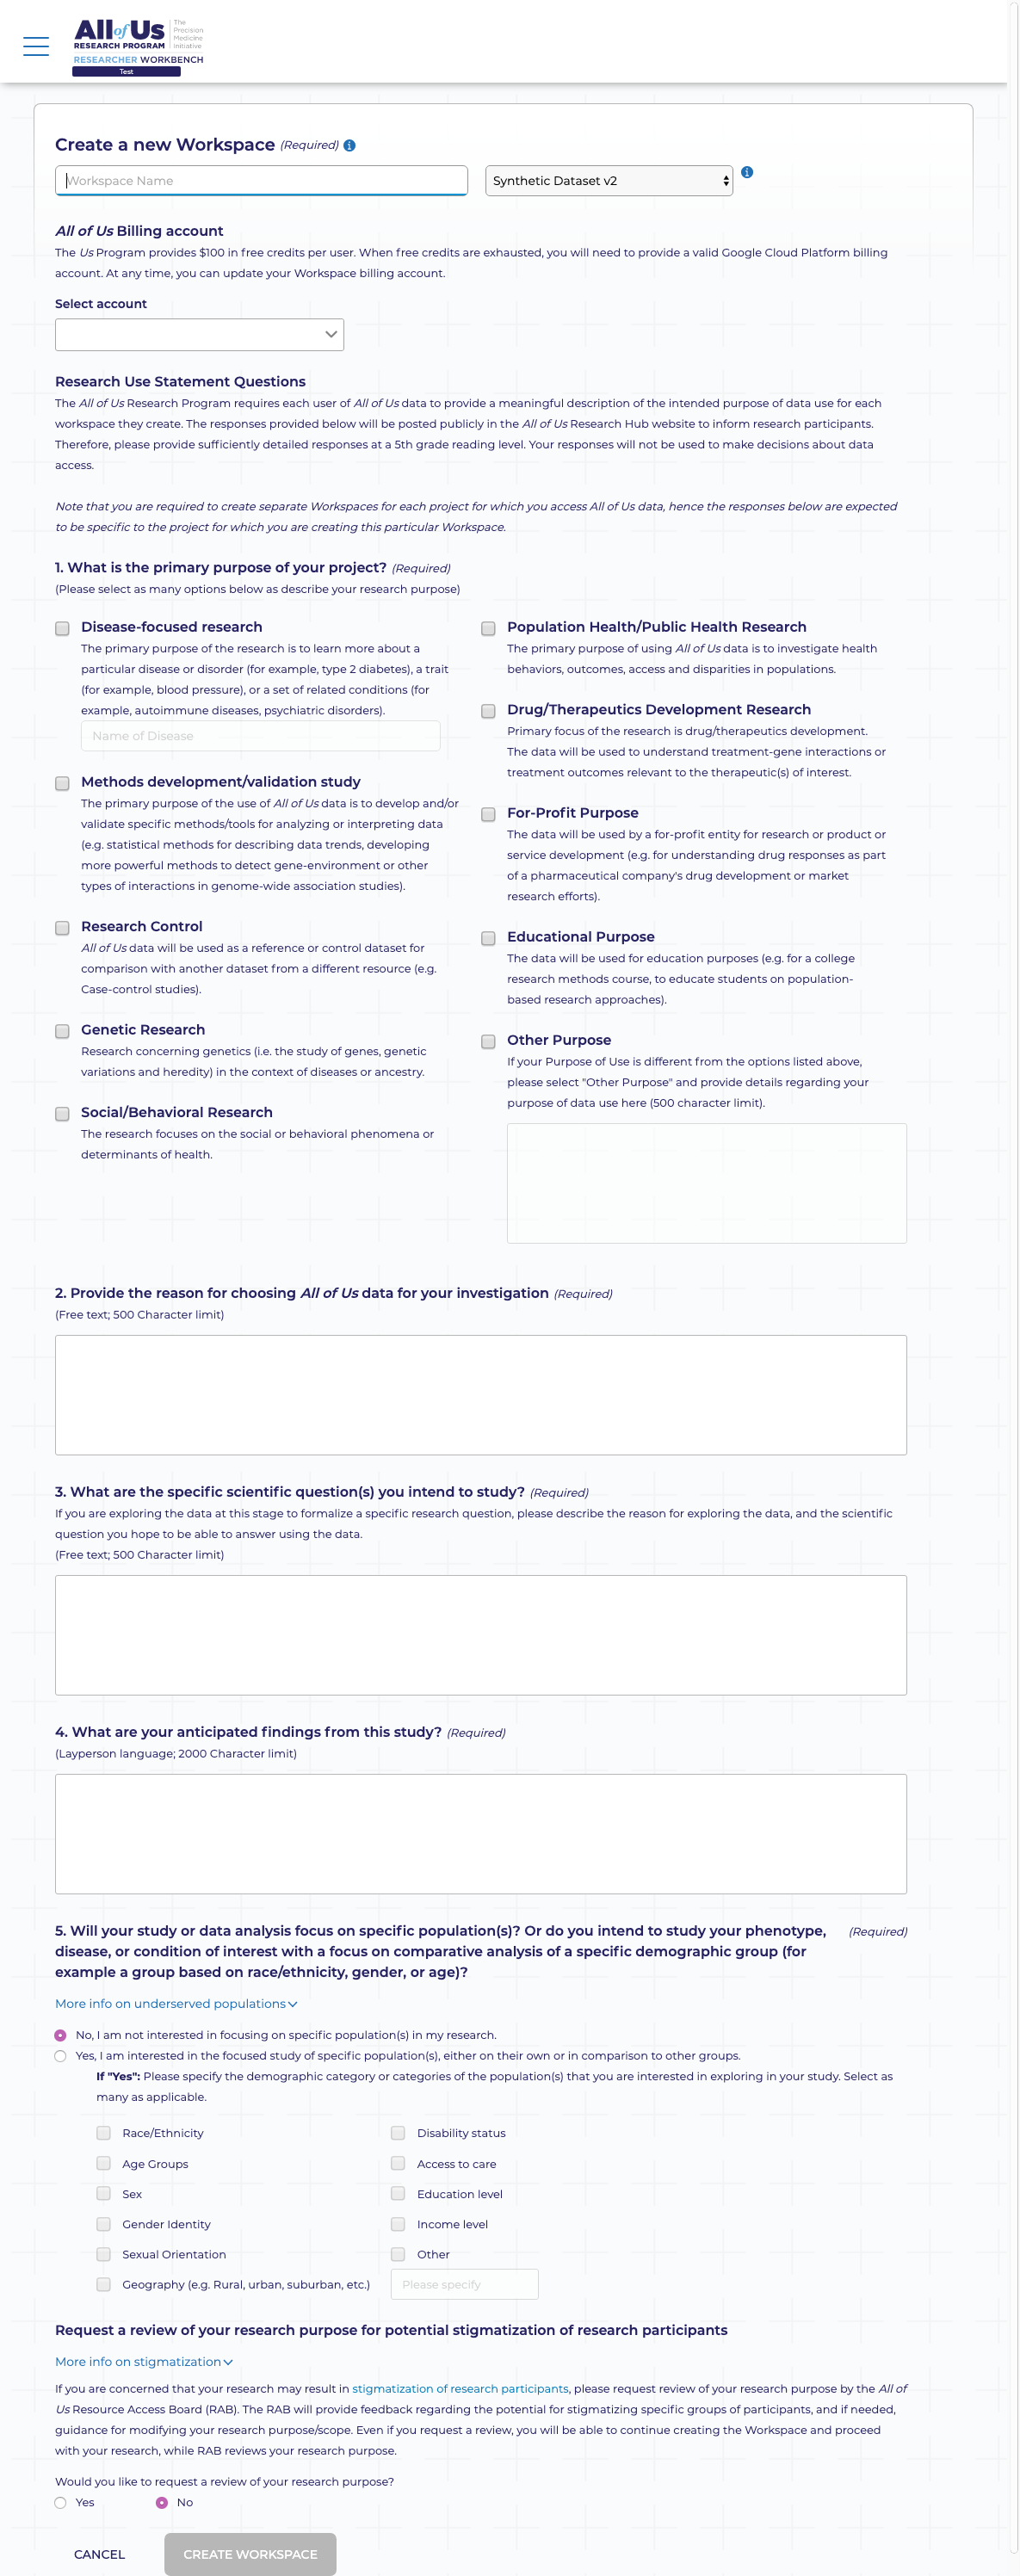 All of Us
The
Precision
Medicine
Initiative
RESEARCH PROGRAM
RESEARCHER WORKBENCH
Test
Create a new Workspace (Required)
Workspace Name
Synthetic Dataset v2
All of Us Billing account
The Us Program provides $100 in free credits per user. When free credits are exhausted, you will need to provide a valid Google Cloud Platform billing
account. At any time, you can update your Workspace billing account.
Select account
Research Use Statement Questions
The All of Us Research Program requires each user of All of Us data to provide a meaningful description of the intended purpose of data use for each
workspace they create. The responses provided below will be posted publicly in the All of Us Research Hub website to inform research participants.
Therefore, please provide sufficiently detailed responses at a 5th grade reading level. Your responses will not be used to make decisions about data
access.
Note that you are required to create separate Workspaces for each project for which you access All of Us data, hence the responses below are expected
to be specific to the project for which you are creating this particular Workspace.
1. What is the primary purpose of your project? (Required)
(Please select as many options below as describe your research purpose)
Disease-focused research
The primary purpose of the research is to learn more about a
particular disease or disorder (for example, type 2 diabetes), a trait
(for example, blood pressure), or a set of related conditions (for
example, autoimmune diseases, psychiatric disorders).
Name of Disease
Methods development/validation study
The primary purpose of the use of All of Us data is to develop and/or
validate specific methods/tools for analyzing or interpreting data
(e.g. statistical methods for describing data trends, developing
more powerful methods to detect gene-environment or other
types of interactions in genome-wide association studies).
Research Control
All of Us data will be used as a reference or control dataset for
comparison with another dataset from a different resource (e.g.
Case-control studies).
Genetic Research
Research concerning genetics (i.e. the study of genes, genetic
variations and heredity) in the context of diseases or ancestry.
Social/Behavioral Research
The research focuses on the social or behavioral phenomena or
determinants of health.
Population Health/Public Health Research
The primary purpose of using All of Us data is to investigate health
behaviors, outcomes, access and disparities in populations.
Drug/Therapeutics Development Research
Primary focus of the research is drug/therapeutics development.
The data will be used to understand treatment-gene interactions or
treatment outcomes relevant to the therapeutic(s) of interest.
For-Profit Purpose
The data will be used by a for-profit entity for research or product or
service development (e.g. for understanding drug responses as part
of a pharmaceutical company's drug development or market
research efforts).
Educational Purpose
The data will be used for education purposes (e.g. for a college
research methods course, to educate students on population-
based research approaches).
Other Purpose
If your Purpose of Use is different from the options listed above,
please select "Other Purpose" and provide details regarding your
purpose of data use here (500 character limit).
2. Provide the reason for choosing All of Us data for your investigation (Required)
(Free text; 500 Character limit)
3. What are the specific scientific question(s) you intend to study? (Required)
If you are exploring the data at this stage to formalize a specific research question, please describe the reason for exploring the data, and the scientific
question you hope to be able to answer using the data.
(Free text; 500 Character limit)
4. What are your anticipated findings from this study? (Required)
(Layperson language; 2000 Character limit)
5. Will your study or data analysis focus on specific population(s)? Or do you intend to study your phenotype, (Required)
disease, or condition of interest with a focus on comparative analysis of a specific demographic group (for
example a group based on race/ethnicity, gender, or age)?
More info on underserved populations
No, I am not interested in focusing on specific population(s) in my research.
Yes, I am interested in the focused study of specific population(s), either on their own or in comparison to other groups.
If "Yes": Please specify the demographic category or categories of the population(s) that you are interested in exploring in your study. Select as
many as applicable.
Race/Ethnicity
Age Groups
Sex
Gender Identity
Sexual Orientation
Geography (e.g. Rural, urban, suburban, etc.)
Disability status
Access to care
Education level
Income level
Other
Please specify
Request a review of your research purpose for potential stigmatization of research participants
More info on stigmatization
If you are concerned that your research may result in stigmatization of research participants, please request review of your research purpose by the All of
Us Resource Access Board (RAB). The RAB will provide feedback regarding the potential for stigmatizing specific groups of participants, and if needed,
guidance for modifying your research purpose/scope. Even if you request a review, you will be able to continue creating the Workspace and proceed
with your research, while RAB reviews your research purpose.
Would you like to request a review of your research purpose?
Yes No
CANCEL CREATE WORKSPACE